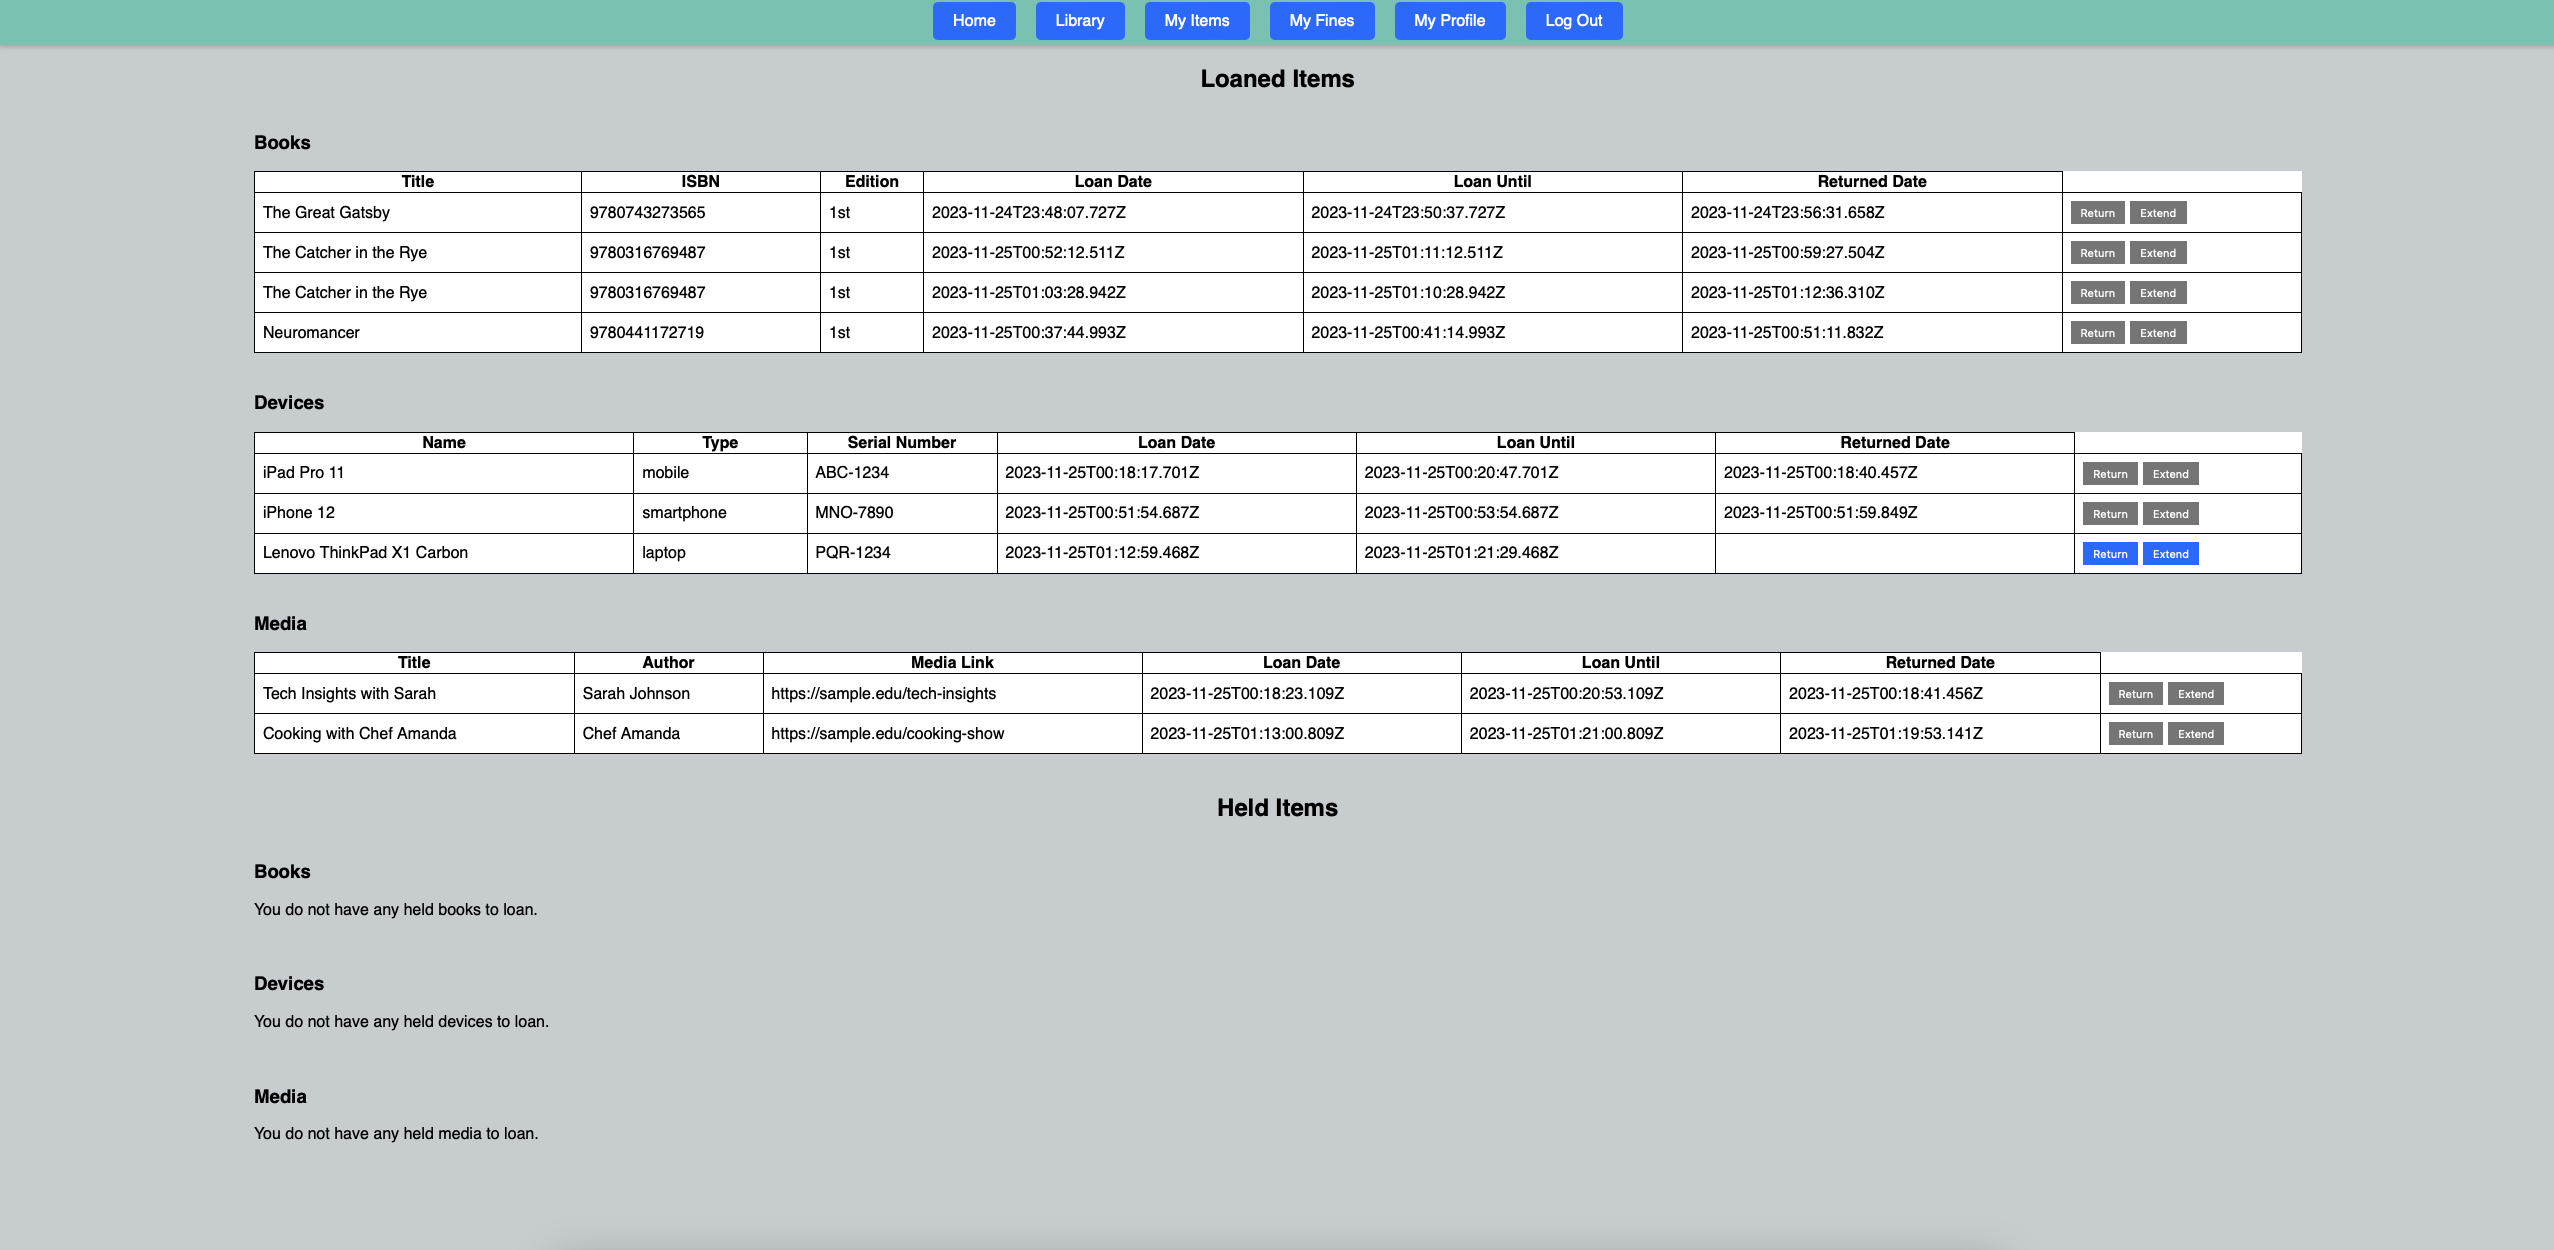 Home Library My Items My Fines My Profile Log Out
Loaned Items
Books
Title ISBN Edition Loan Date Loan Until Returned Date
The Great Gatsby 9780743273565 1st 2023-11-24T23:48:07.727Z 2023-11-24T23:50:37.727Z 2023-11-24T23:56:31.658Z Return Extend
The Catcher in the Rye 9780316769487 1st 2023-11-25T00:52:12.511Z 2023-11-25T01:11:12.511Z 2023-11-25T00:59:27.504Z Return Extend
The Catcher in the Rye 9780316769487 1st 2023-11-25T01:03:28.942Z 2023-11-25T01:10:28.942Z 2023-11-25T01:12:36.310Z Return Extend
Neuromancer 9780441172719 1st 2023-11-25T00:37:44.993Z 2023-11-25T00:41:14.993Z 2023-11-25T00:51:11.832Z Return Extend
Devices
Name Type Serial Number Loan Date Loan Until Returned Date
iPad Pro 11 mobile ABC-1234 2023-11-25T00:18:17.701Z 2023-11-25T00:20:47.701Z 2023-11-25T00:18:40.457Z Return Extend
iPhone 12 smartphone MNO-7890 2023-11-25T00:51:54.687Z 2023-11-25T00:53:54.687Z 2023-11-25T00:51:59.849Z Return Extend
Lenovo ThinkPad X1 Carbon laptop PQR-1234 2023-11-25T01:12:59.468Z 2023-11-25T01:21:29.468Z Return Extend
Media
Title Author Media Link Loan Date Loan Until Returned Date
Tech Insights with Sarah Sarah Johnson https://sample.edu/tech-insights 2023-11-25T00:18:23.109Z 2023-11-25T00:20:53.109Z 2023-11-25T00:18:41.456Z Return Extend
Cooking with Chef Amanda Chef Amanda https://sample.edu/cooking-show 2023-11-25T01:13:00.809Z 2023-11-25T01:21:00.809Z 2023-11-25T01:19:53.141Z Return Extend
Held Items
Books
You do not have any held books to loan.
Devices
You do not have any held devices to loan.
Media
You do not have any held media to loan.